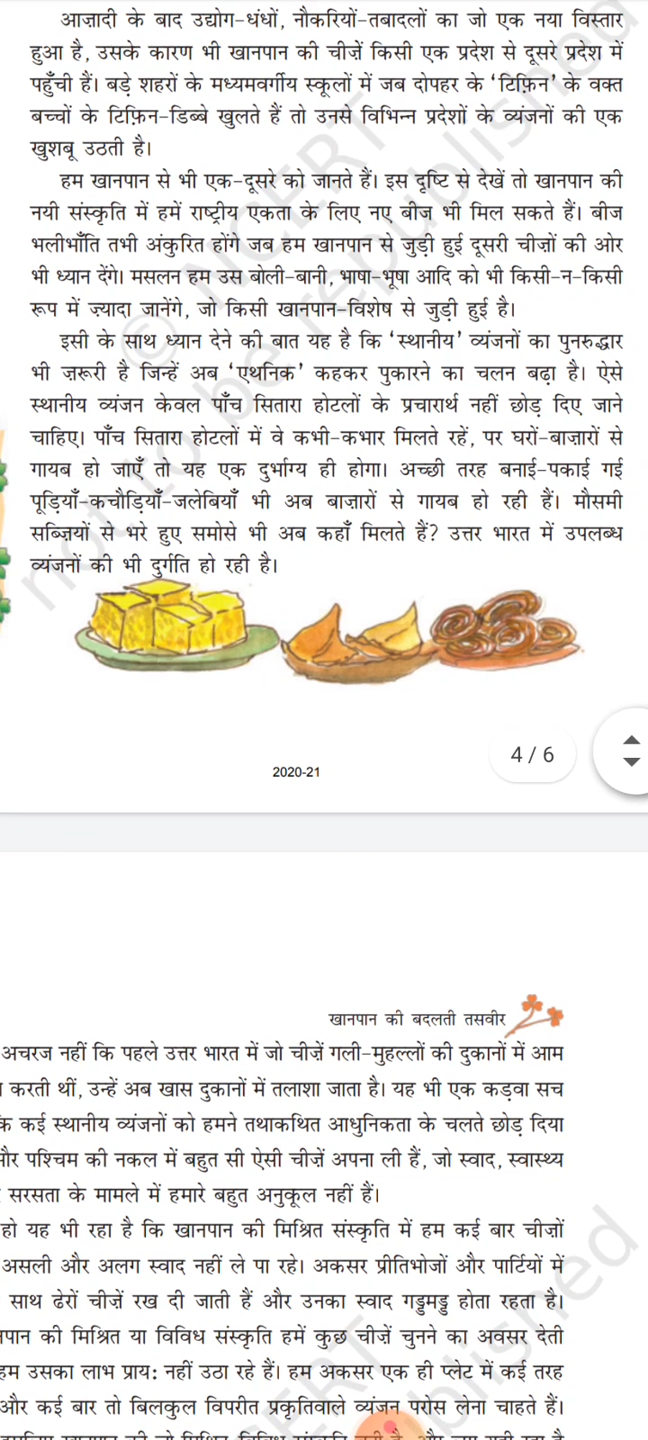 आज़ादी के बाद उद्योग-धंधों, नौकरियों-तबादलों का जो एक नया विस्तार
हुआ है, उसके कारण भी खानपान की चीज़ें किसी एक प्रदेश से दूसरे प्रदेश में
पहुँची हैं। बड़े शहरों के मध्यमवर्गीय स्कूलों में जब दोपहर के ‘टिफ़िन’ के वक्त
बच्चों के टिफ़िन-डिब्बे खुलते हैं तो उनसे विभिन्न प्रदेशों के व्यंजनों की एक
खुशबू उठती है।
हम खानपान से भी एक-दूसरे को जानते हैं। इस दृष्टि से देखें तो खानपान की
नयी संस्कृति में हमें राष्ट्रीय एकता के लिए नए बीज भी मिल सकते हैं। बीज
भलीभाँति तभी अंकुरित होंगे जब हम खानपान से जुड़ी हुई दूसरी चीज़ों की ओर
भी ध्यान देंगे। मसलन हम उस बोली-बानी, भाषा-भूषा आदि को भी किसी-न-किसी
रूप में ज़्यादा जानेंगे, जो किसी खानपान-विशेष से जुड़ी हुई है।
इसी के साथ ध्यान देने की बात यह है कि ‘स्थानीय’ व्यंजनों का पुनरुद्धार
भी ज़रूरी है जिन्हें अब ‘एथनिक’ कहकर पुकारने का चलन बढ़ा है। ऐसे
स्थानीय व्यंजन केवल पाँच सितारा होटलों के प्रचारार्थ नहीं छोड़ दिए जाने
चाहिए। पाँच सितारा होटलों में वे कभी-कभार मिलते रहें, पर घरों-बाज़ारों से
गायब हो जाएँ तो यह एक दुर्भाग्य ही होगा। अच्छी तरह बनाई-पकाई गई
पूड़ियाँ-कचौड़ियाँ-जलेबियाँ भी अब बाज़ारों से गायब हो रही हैं। मौसमी
सब्ज़ियों से भरे हुए समोसे भी अब कहाँ मिलते हैं? उत्तर भारत में उपलब्ध
व्यंजनों की भी दुर्गति हो रही है।
© NCERT
not to be republished
4 / 6
2020-21
खानपान की बदलती तसवीर
अचरज नहीं कि पहले उत्तर भारत में जो चीज़ें गली-मुहल्लों की दुकानों में आम
करती थीं, उन्हें अब खास दुकानों में तलाशा जाता है। यह भी एक कड़वा सच
कई स्थानीय व्यंजनों को हमने तथाकथित आधुनिकता के चलते छोड़ दिया
और पश्चिम की नकल में बहुत सी ऐसी चीज़ें अपना ली हैं, जो स्वाद, स्वास्थ्य
सरसता के मामले में हमारे बहुत अनुकूल नहीं हैं।
हो यह भी रहा है कि खानपान की मिश्रित संस्कृति में हम कई बार चीज़ों
असली और अलग स्वाद नहीं ले पा रहे। अकसर प्रीतिभोजों और पार्टियों में
साथ ढेरों चीज़ें रख दी जाती हैं और उनका स्वाद गड्डमड्ड होता रहता है।
नपान की मिश्रित या विविध संस्कृति हमें कुछ चीज़ें चुनने का अवसर देती
हम उसका लाभ प्राय: नहीं उठा रहे हैं। हम अकसर एक ही प्लेट में कई तरह
और कई बार तो बिलकुल विपरीत प्रकृतिवाले व्यंजन परोस लेना चाहते हैं।